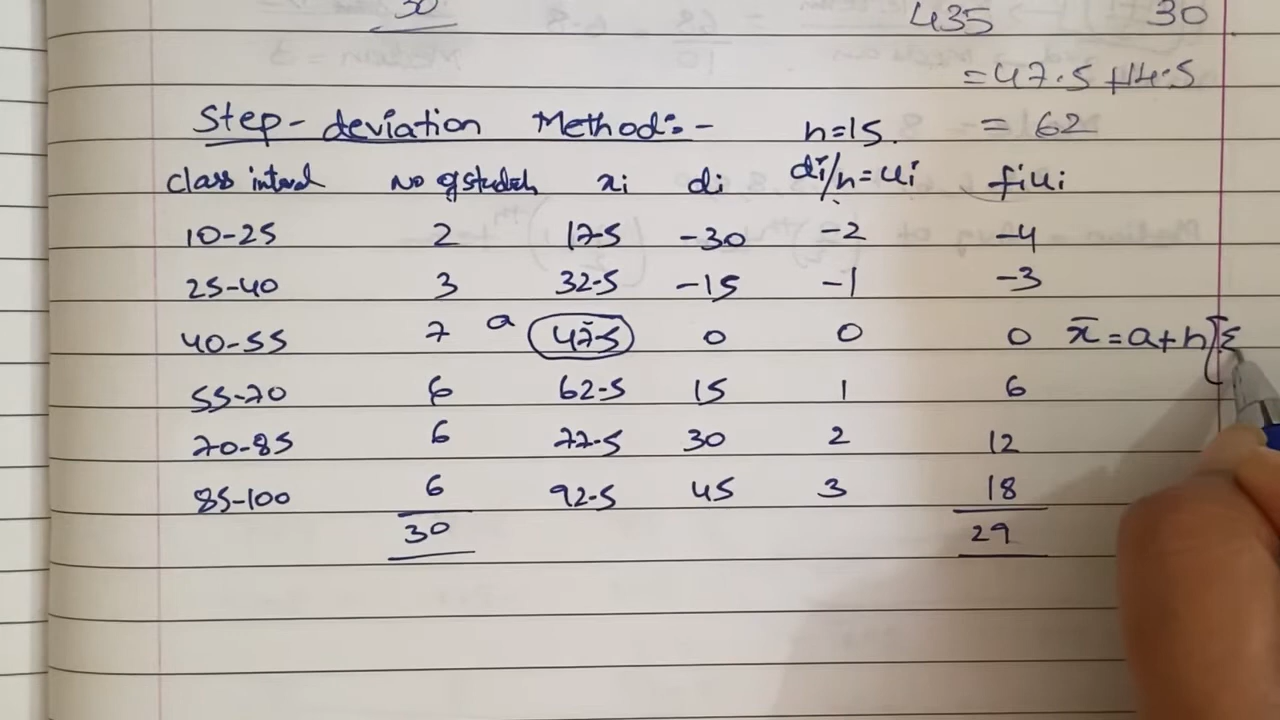 30 435 30
=47.5+14.5
Step-deviation Method:- h=15. = 62
class interval No of students xi di di/h=ui fiui
10-25 2 17.5 -30 -2 -4
25-40 3 32.5 -15 -1 -3
40-55 7 a 47.5 0 0 0 x̄=a+h[Σ
55-70 6 62.5 15 1 6
70-85 6 77.5 30 2 12
85-100 6 92.5 45 3 18
30 29